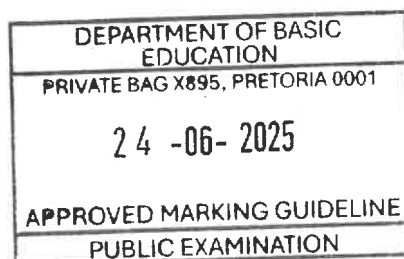 DEPARTMENT OF BASIC
EDUCATION
PRIVATE BAG X895, PRETORIA 0001
24 -06- 2025
APPROVED MARKING GUIDELINE
PUBLIC EXAMINATION